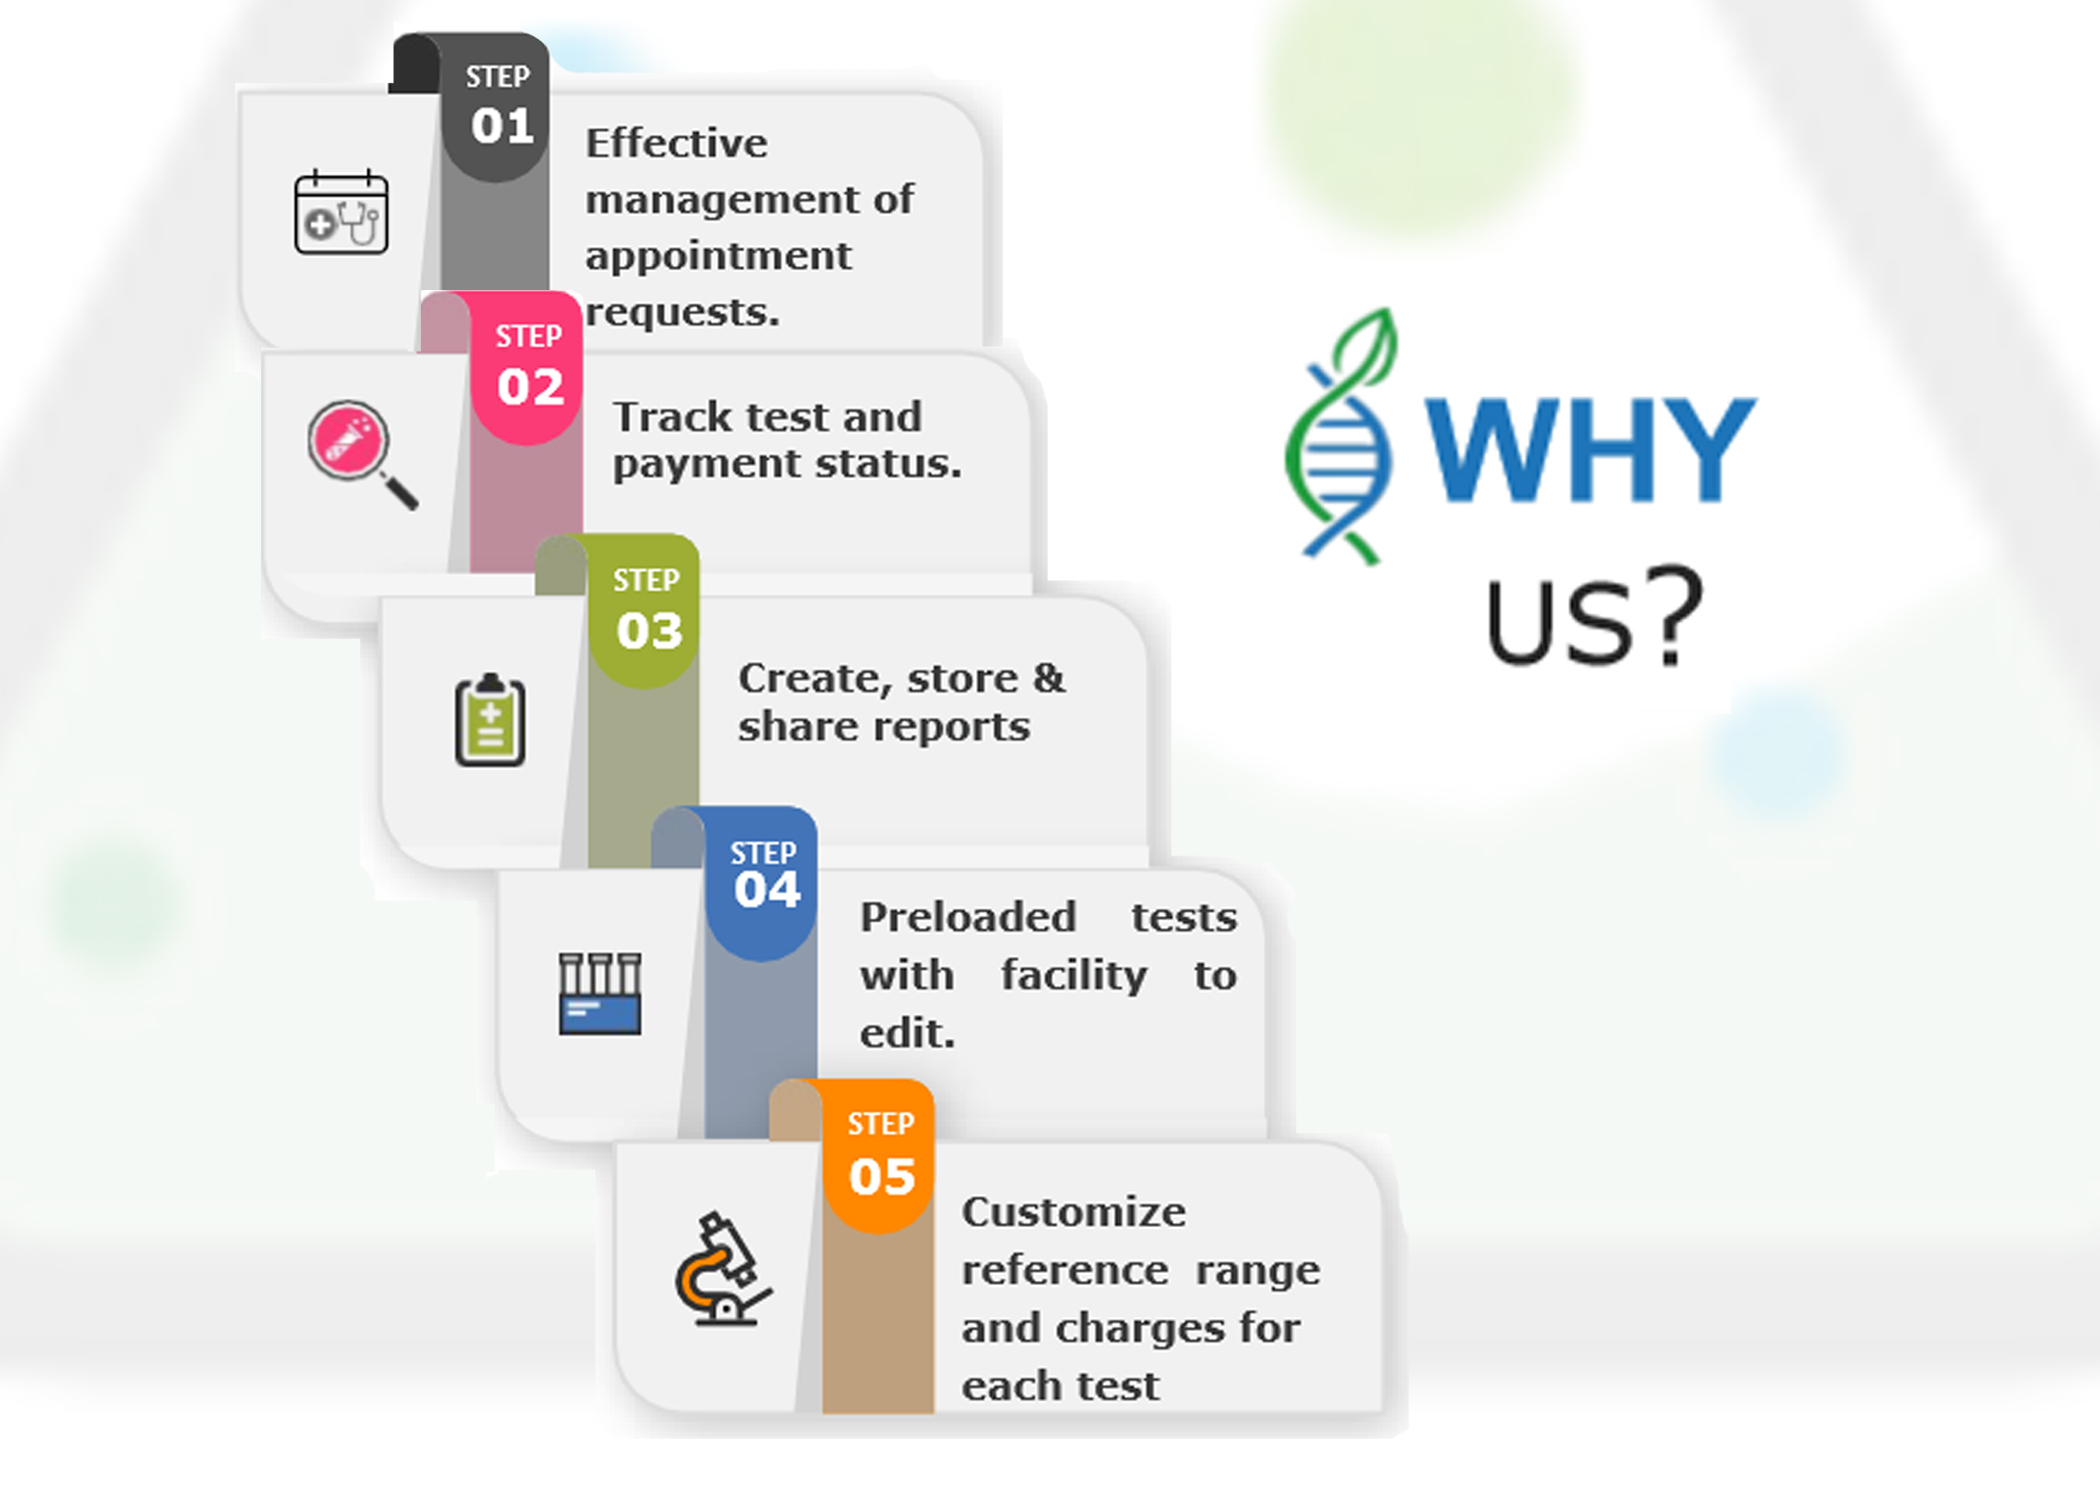 STEP
01
Effective
management of
appointment
requests.
STEP
02
Track test and
payment status.
STEP
03
Create, store &
share reports
STEP
04
Preloaded tests
with facility to
edit.
STEP
05
Customize
reference range
and charges for
each test
WHY
US?